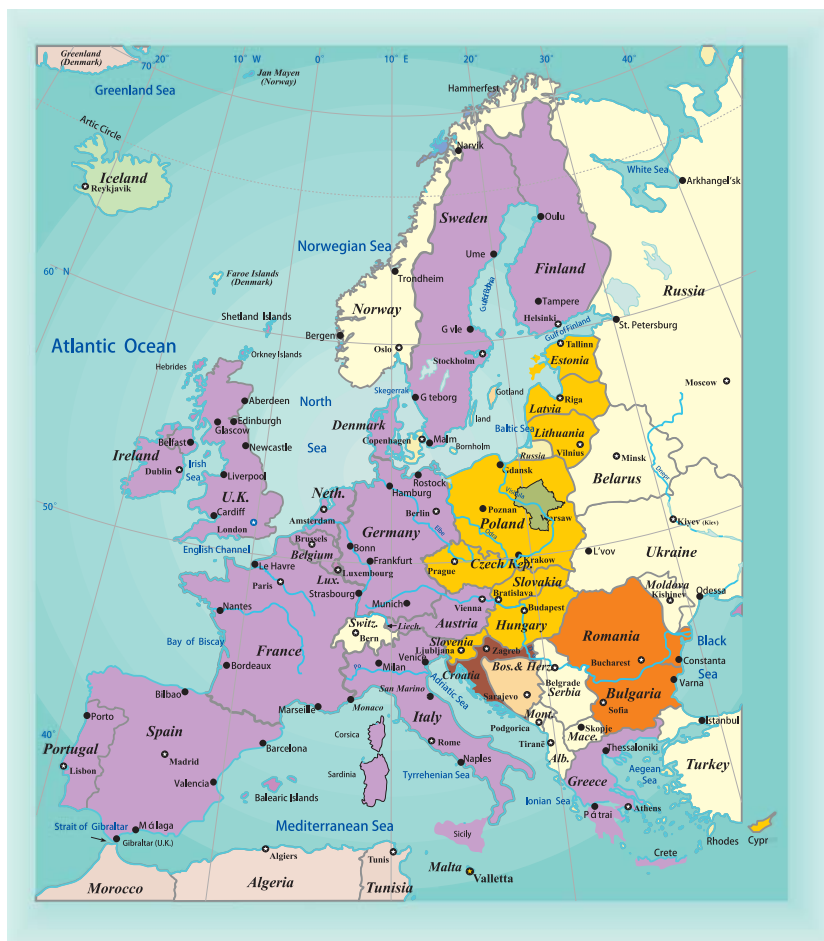 Greenland
(Denmark)
70°
20°
10° W
0°
10° E
20°
30°
40°
Jan Mayen
(Norway)
Greenland Sea
Hammerfest
Artic Circle
Narvik
White Sea
Iceland
Reykjavik
Arkhangel'sk
Sweden
Oulu
Norwegian Sea
Ume
60° N
Faroe Islands
(Denmark)
Finland
Trondheim
Russia
Gulf of Bothnia
Norway
Tampere
Shetland Islands
Helsinki
Gulf of Finland
St. Petersburg
Bergen
G vle
Oslo
Tallinn
Atlantic Ocean
Orkney Islands
Stockholm
Estonia
Hebrides
Moscow
Skegerrak
Gotland
North
Sea
Aberdeen
G teborg
Latvia
Riga
Edinburgh
Glascow
Denmark
land
Baltic Sea
Lithuania
Belfast
Newcastle
Copenhagen
Malm
Bornholm
Vilnius
Ireland
Irish
Sea
Russia
Minsk
Dublin
Liverpool
Rostock
Gdansk
Belarus
U.K.
Neth.
Hamburg
Vistula
Dnepr
Cardiff
Amsterdam
Berlin
Poznan
50°
London
Germany
Poland
Warsaw
Kiyev (Kiev)
Brussels
Elbe
Oda
English Channel
Belgium
Bonn
L'vov
Ukraine
Le Havre
Lux.
Frankfurt
Czech Rep.
Krakow
Paris
Luxembourg
Prague
Slovakia
Moldova
Strasbourg
Bratislava
Kishinev
Odessa
Nantes
Munich
Vienna
Budapest
Switz.
Liech.
Austria
Hungary
Bay of Biscay
Bern
Slovenia
Romania
Black
Sea
France
Ljubljana
Zagreb
Venice
Bordeaux
Po
Milan
Croatia
Bos.& Herz.
Bucharest
Constanta
Belgrade
Bilbao
San Marino
Adriatic Sea
Sarajevo
Serbia
Bulgaria
Varna
Monaco
Marseille
Sofia
Porto
Spain
Italy
Mont.
Istanbul
40°
Corsica
Podgorica
Skopje
Mace.
Portugal
Barcelona
Rome
Tiranë
Thessaloniki
Madrid
Alb.
Turkey
Lisbon
Naples
Sardinia
Tyrrehenian Sea
Aegean
Sea
Valencia
Greece
Balearic Islands
Ionian Sea
Athens
Strait of Gibraltar
Málaga
Mediterranean Sea
P a trai
Gibraltar (U.K.)
Sicily
Rhodes
Cypr
Algiers
Tunis
Crete
Malta
Valletta
Morocco
Algeria
Tunisia